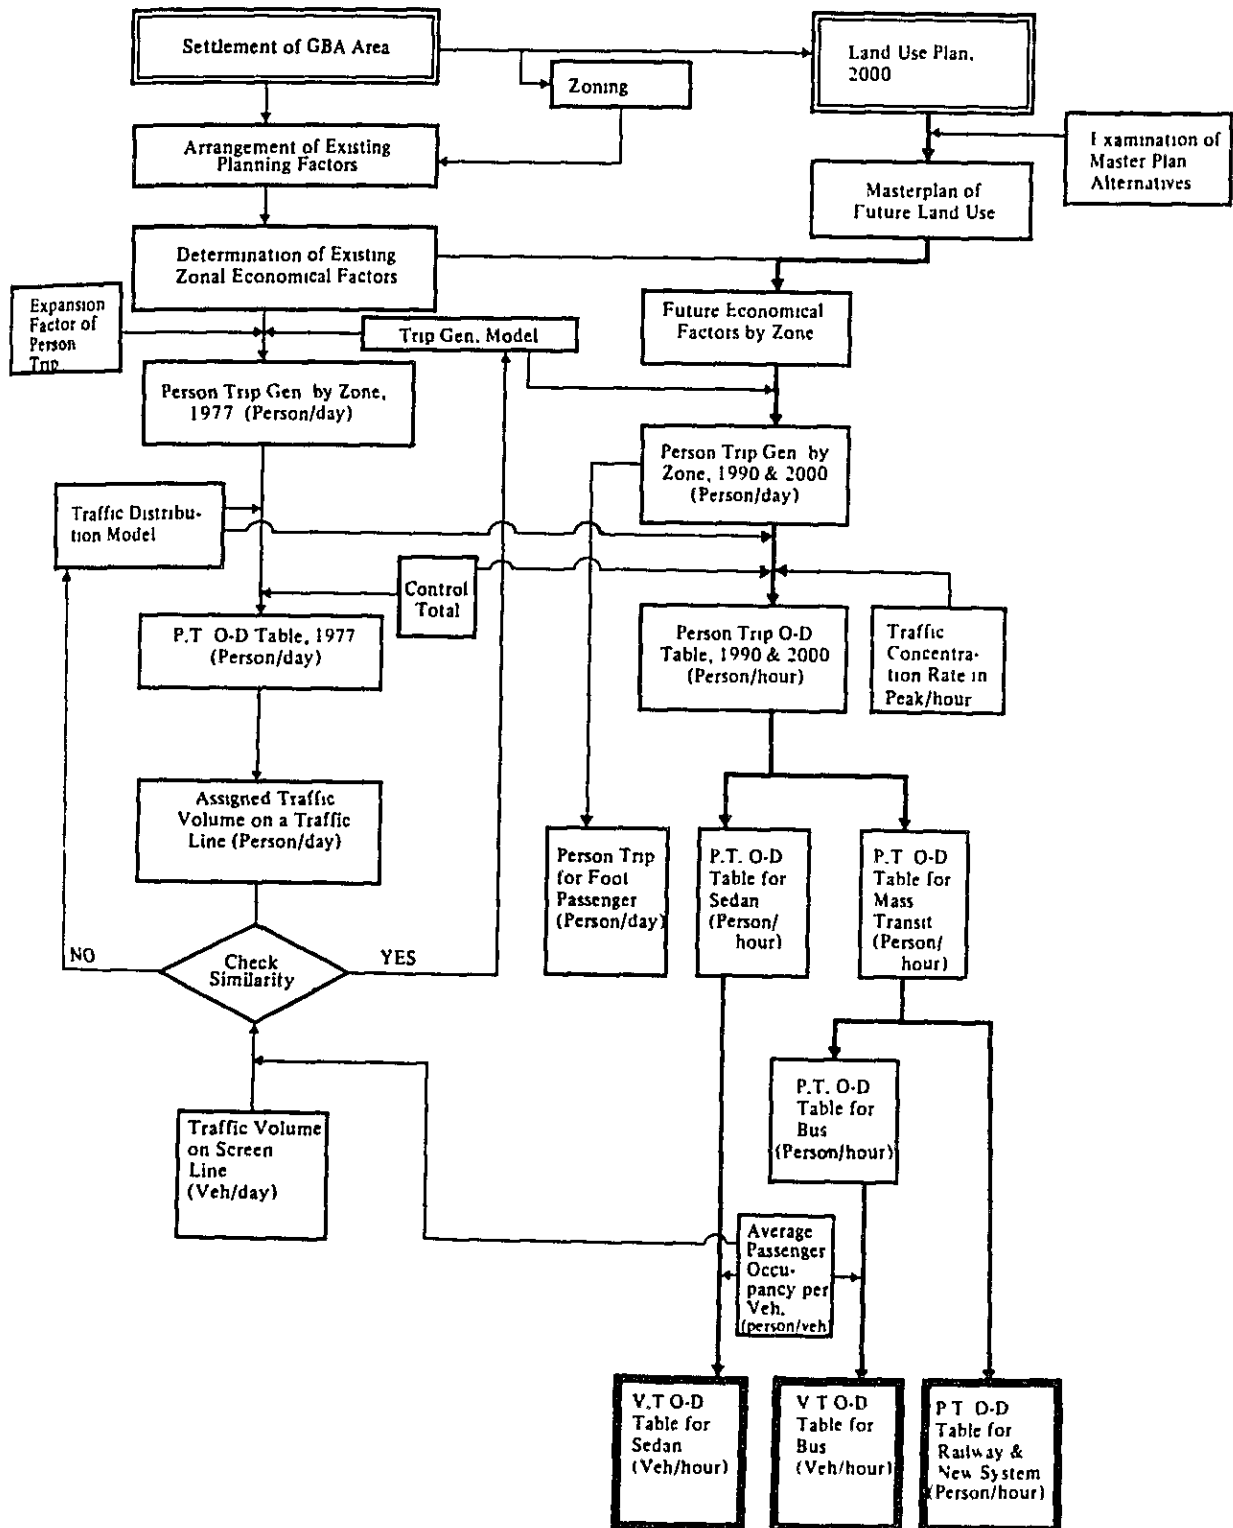 Settlement of GBA Area
Land Use Plan,
2000
Zoning
Arrangement of Existing
Planning Factors
Examination of
Master Plan
Alternatives
Masterplan of
Future Land Use
Determination of Existing
Zonal Economical Factors
Expansion
Factor of
Person
Trip
Trip Gen. Model
Future Economical
Factors by Zone
Person Trip Gen by Zone,
1977 (Person/day)
Person Trip Gen by
Zone, 1990 & 2000
(Person/day)
Traffic Distribu-
tion Model
Control
Total
P.T O-D Table, 1977
(Person/day)
Person Trip O-D
Table, 1990 & 2000
(Person/hour)
Traffic
Concentra-
tion Rate in
Peak/hour
Assigned Traffic
Volume on a Traffic
Line (Person/day)
Person Trip
for Foot
Passenger
(Person/day)
P.T. O-D
Table for
Sedan
(Person/
hour)
P.T O-D
Table for
Mass
Transit
(Person/
hour)
NO
YES
Check
Similarity
P.T. O-D
Table for
Bus
(Person/hour)
Traffic Volume
on Screen
Line
(Veh/day)
Average
Passenger
Occu-
pancy per
Veh.
(person/veh)
V.T O-D
Table for
Sedan
(Veh/hour)
V T O-D
Table for
Bus
(Veh/hour)
P T O-D
Table for
Railway &
New System
(Person/hour)